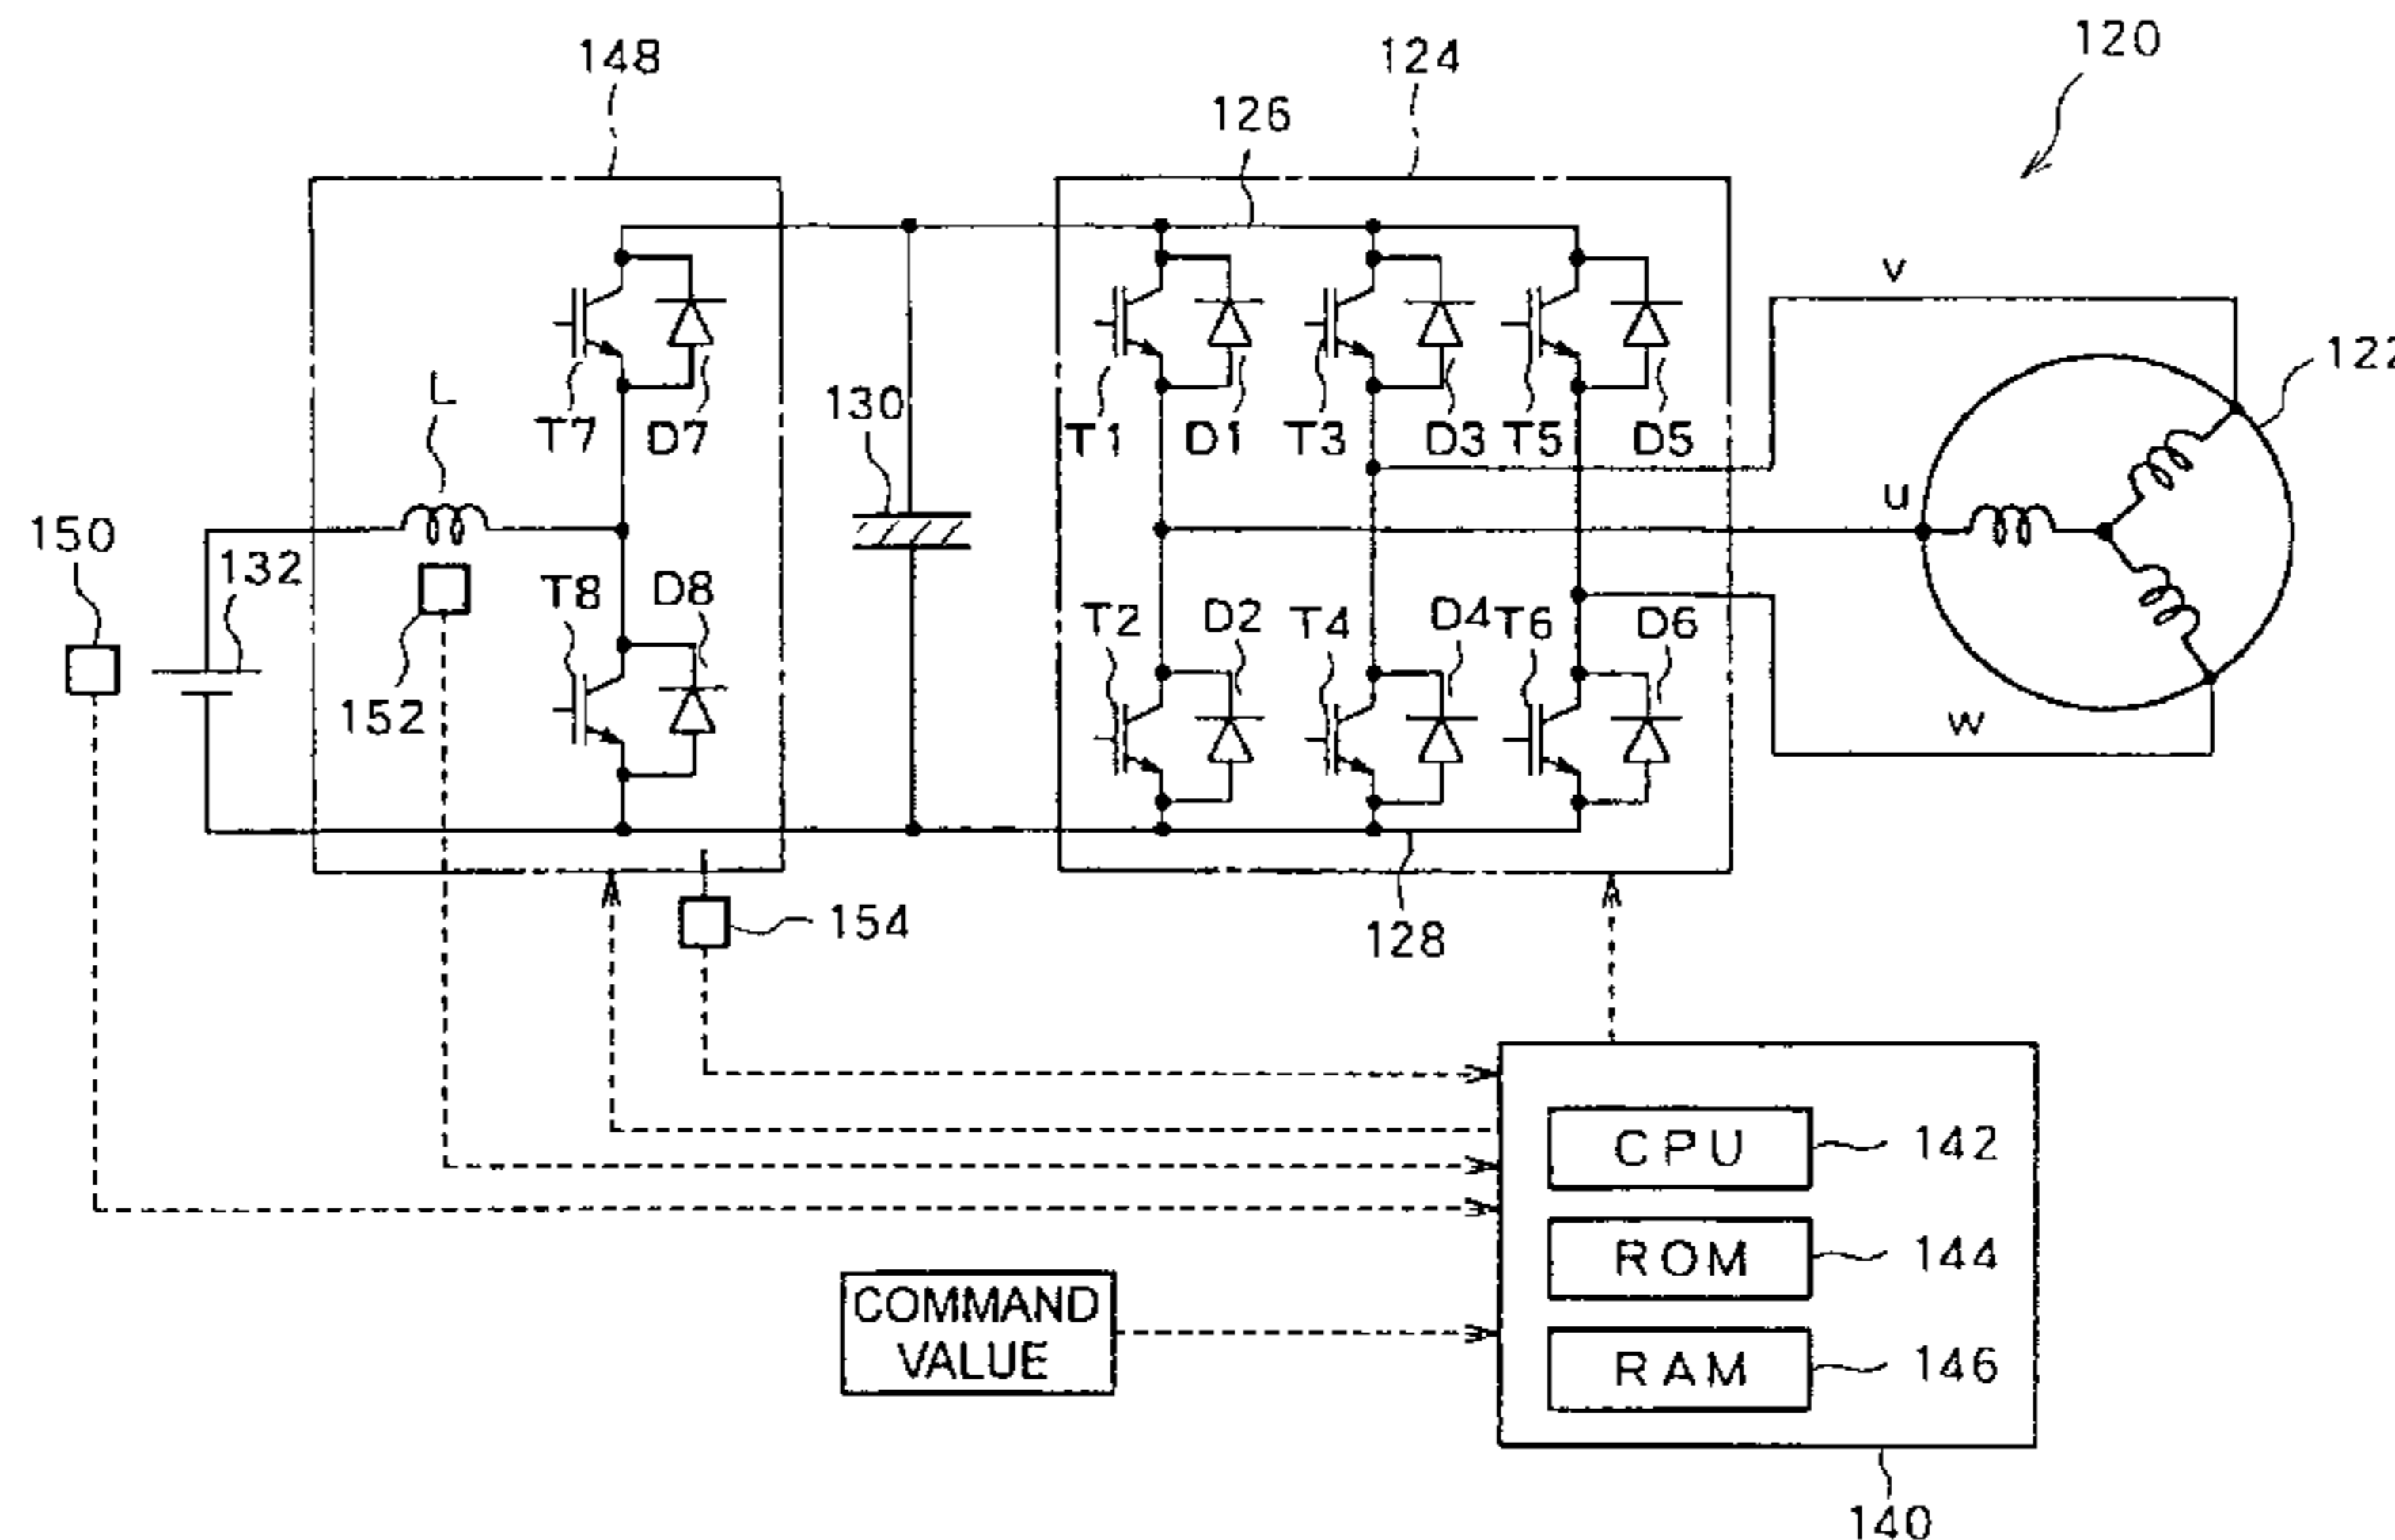 120
148
124
126
V
122
L
T7
D7
130
T1
D1
T3
D3
T5
D5
U
150
132
T8
D8
T2
D2
T4
D4
T6
D6
152
W
154
128
CPU
142
ROM
144
COMMAND
VALUE
RAM
146
140